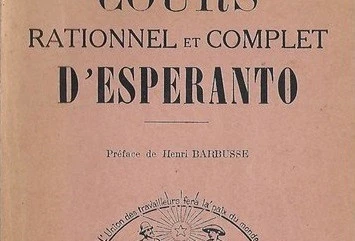 COURS
RATIONNEL ET COMPLET
D'ESPERANTO
Préface de Henri BARBUSSE
l'Union des travailleurs fera la paix du monde